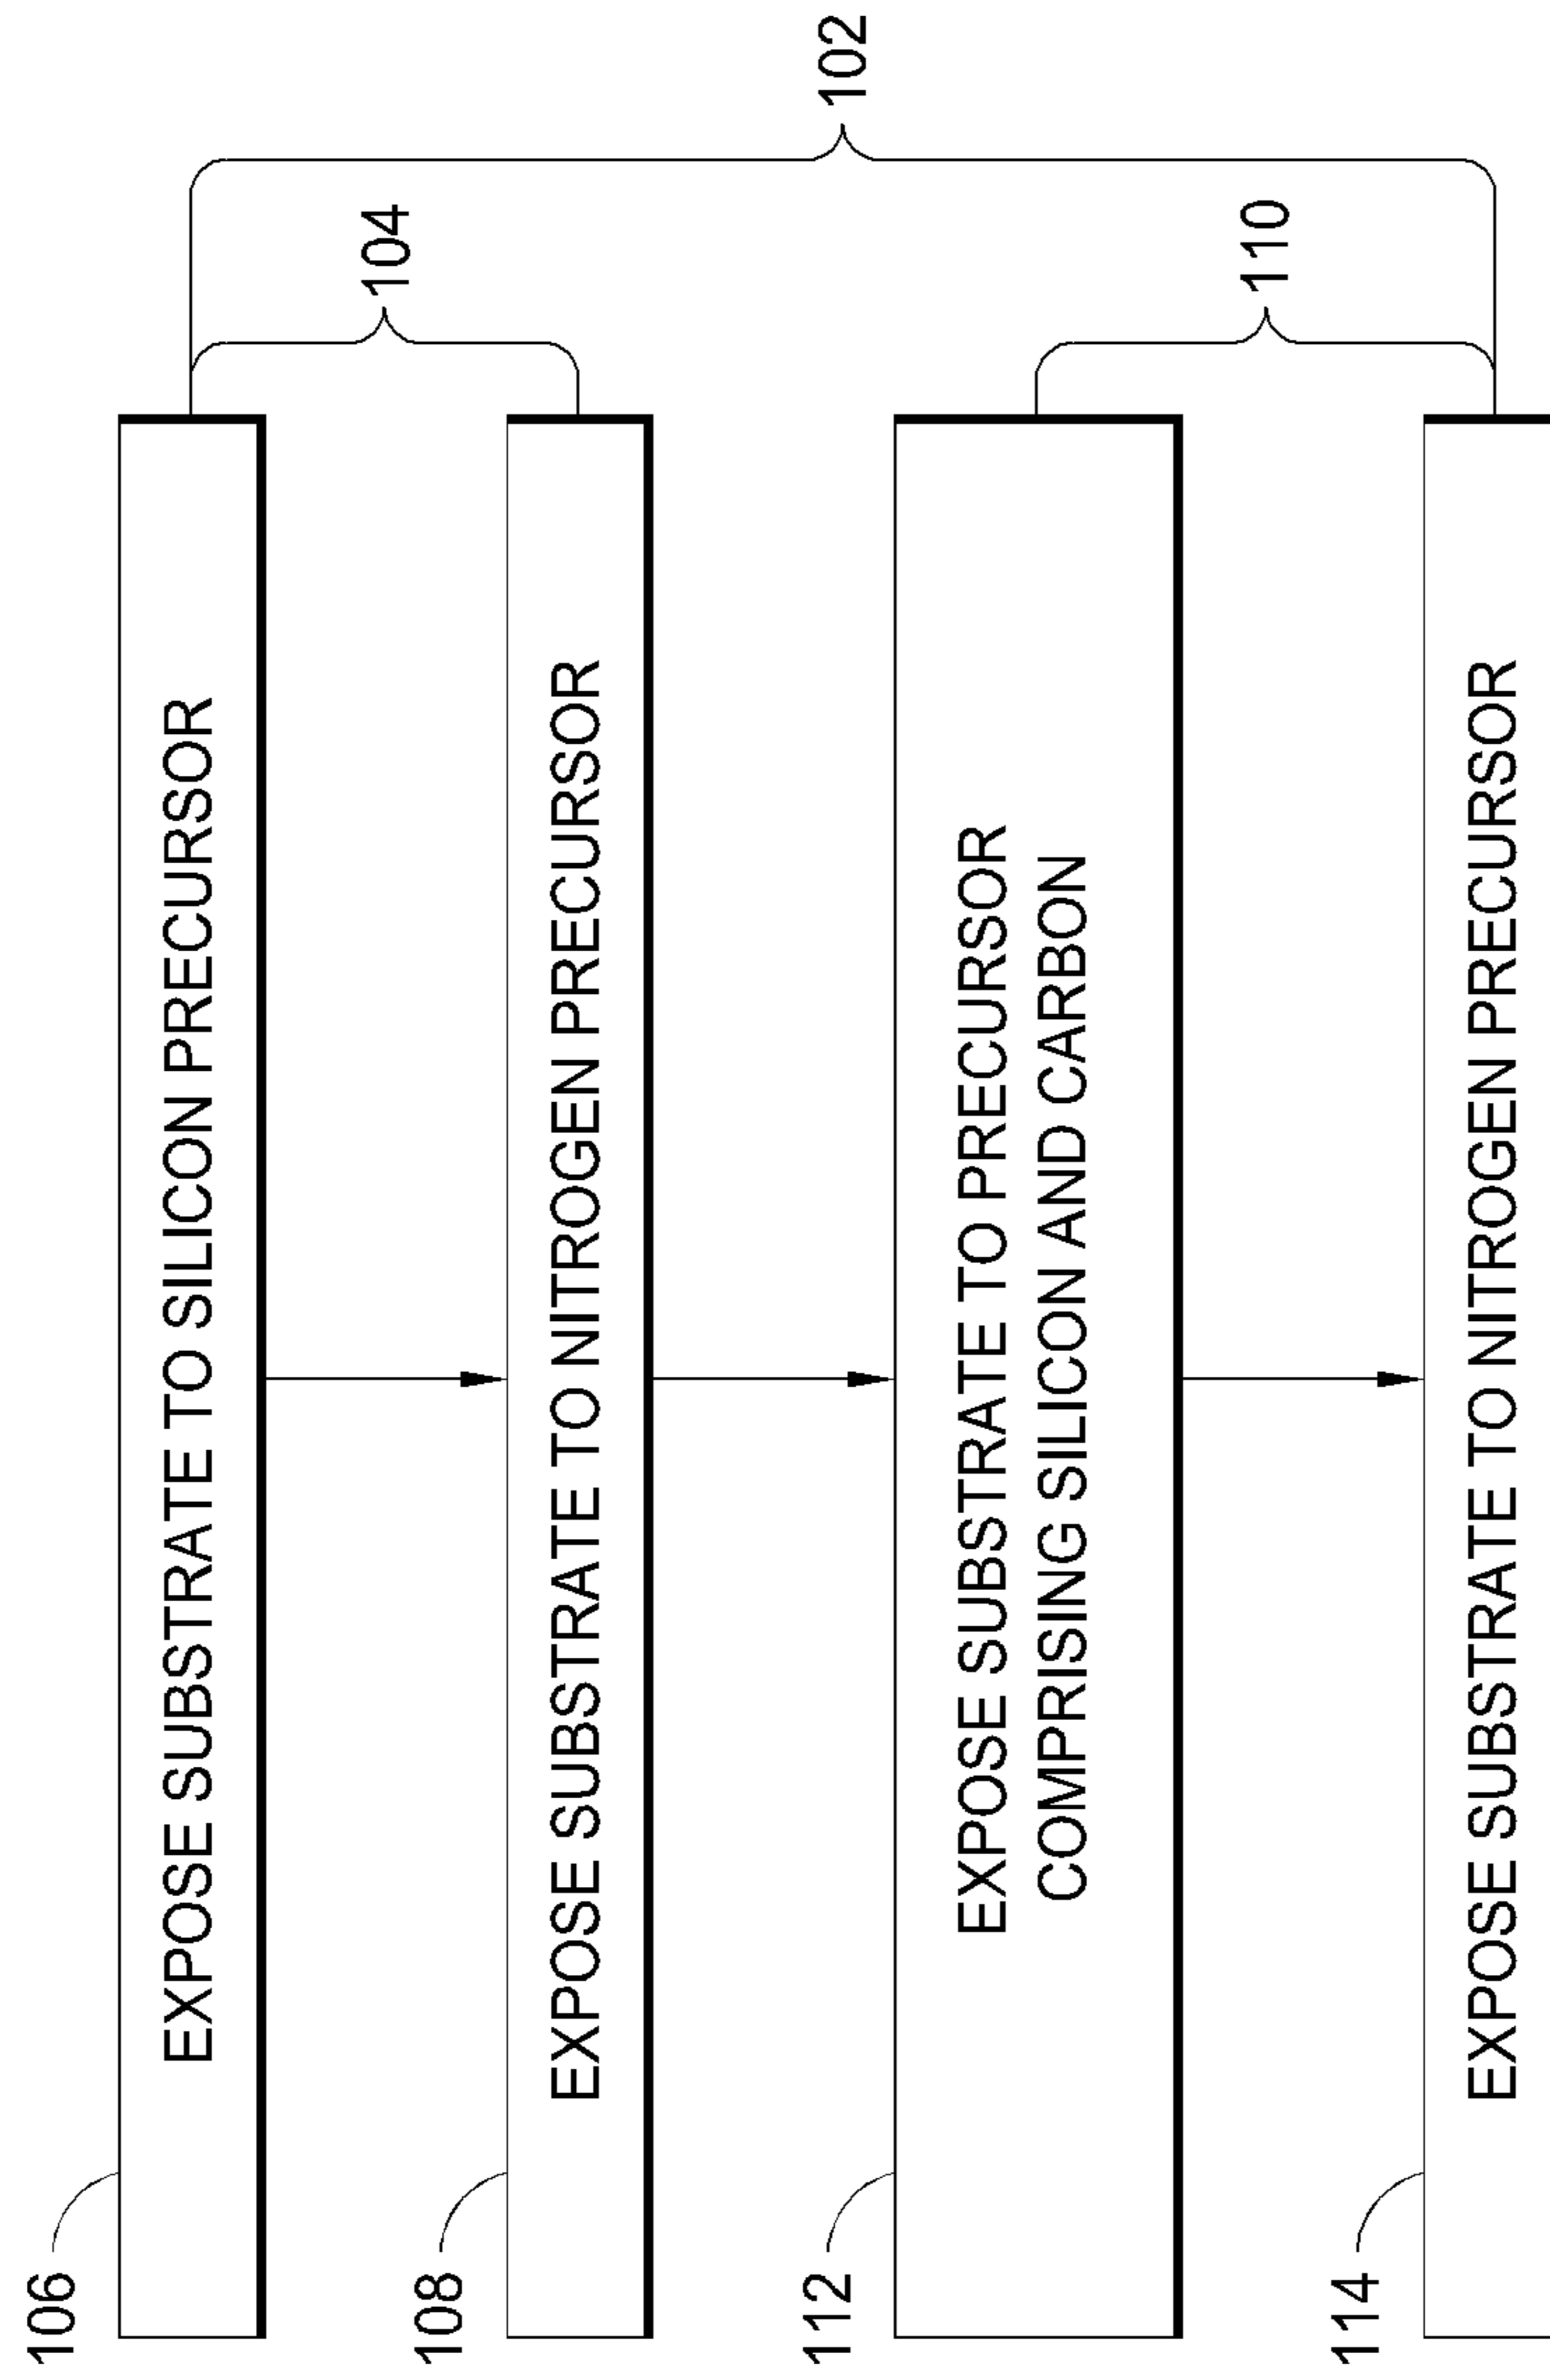 106
EXPOSE SUBSTRATE TO SILICON PRECURSOR
104
108
EXPOSE SUBSTRATE TO NITROGEN PRECURSOR
102
112
EXPOSE SUBSTRATE TO PRECURSOR
COMPRISING SILICON AND CARBON
110
114
EXPOSE SUBSTRATE TO NITROGEN PRECURSOR